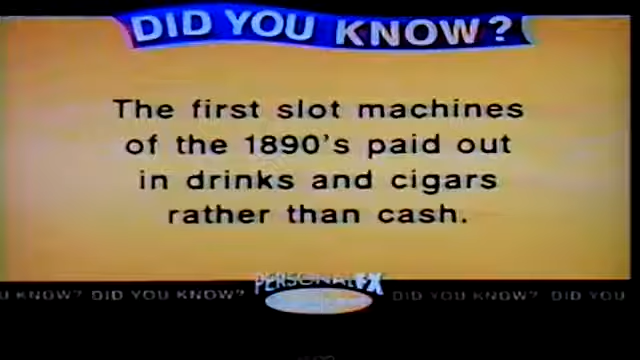 DID YOU KNOW?
The first slot machines
of the 1890's paid out
in drinks and cigars
rather than cash.
PERSONAL FX
U KNOW? DID YOU KNOW? DID YOU KNOW? DID YOU